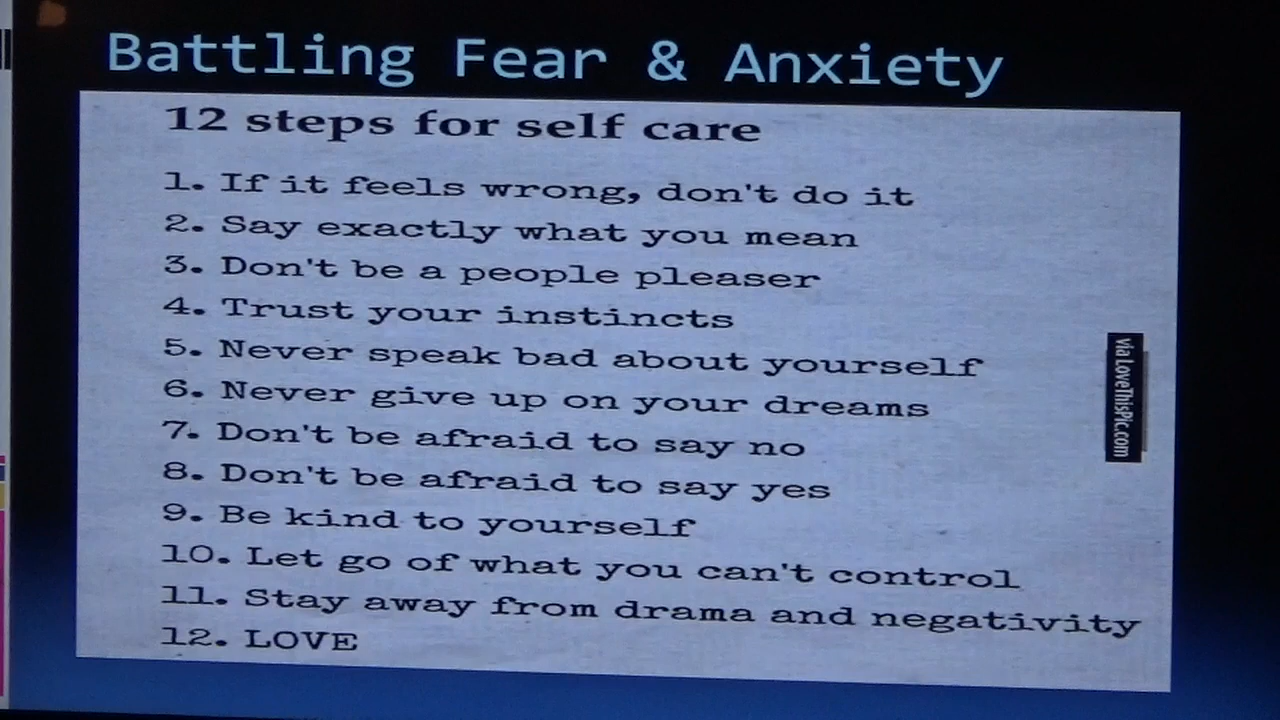 Battling Fear & Anxiety
12 steps for self care
1. If it feels wrong, don't do it
2. Say exactly what you mean
3. Don't be a people pleaser
4. Trust your instincts
5. Never speak bad about yourself
6. Never give up on your dreams
7. Don't be afraid to say no
8. Don't be afraid to say yes
9. Be kind to yourself
10. Let go of what you can't control
11. Stay away from drama and negativity
12. LOVE
via LoveThisPic.com